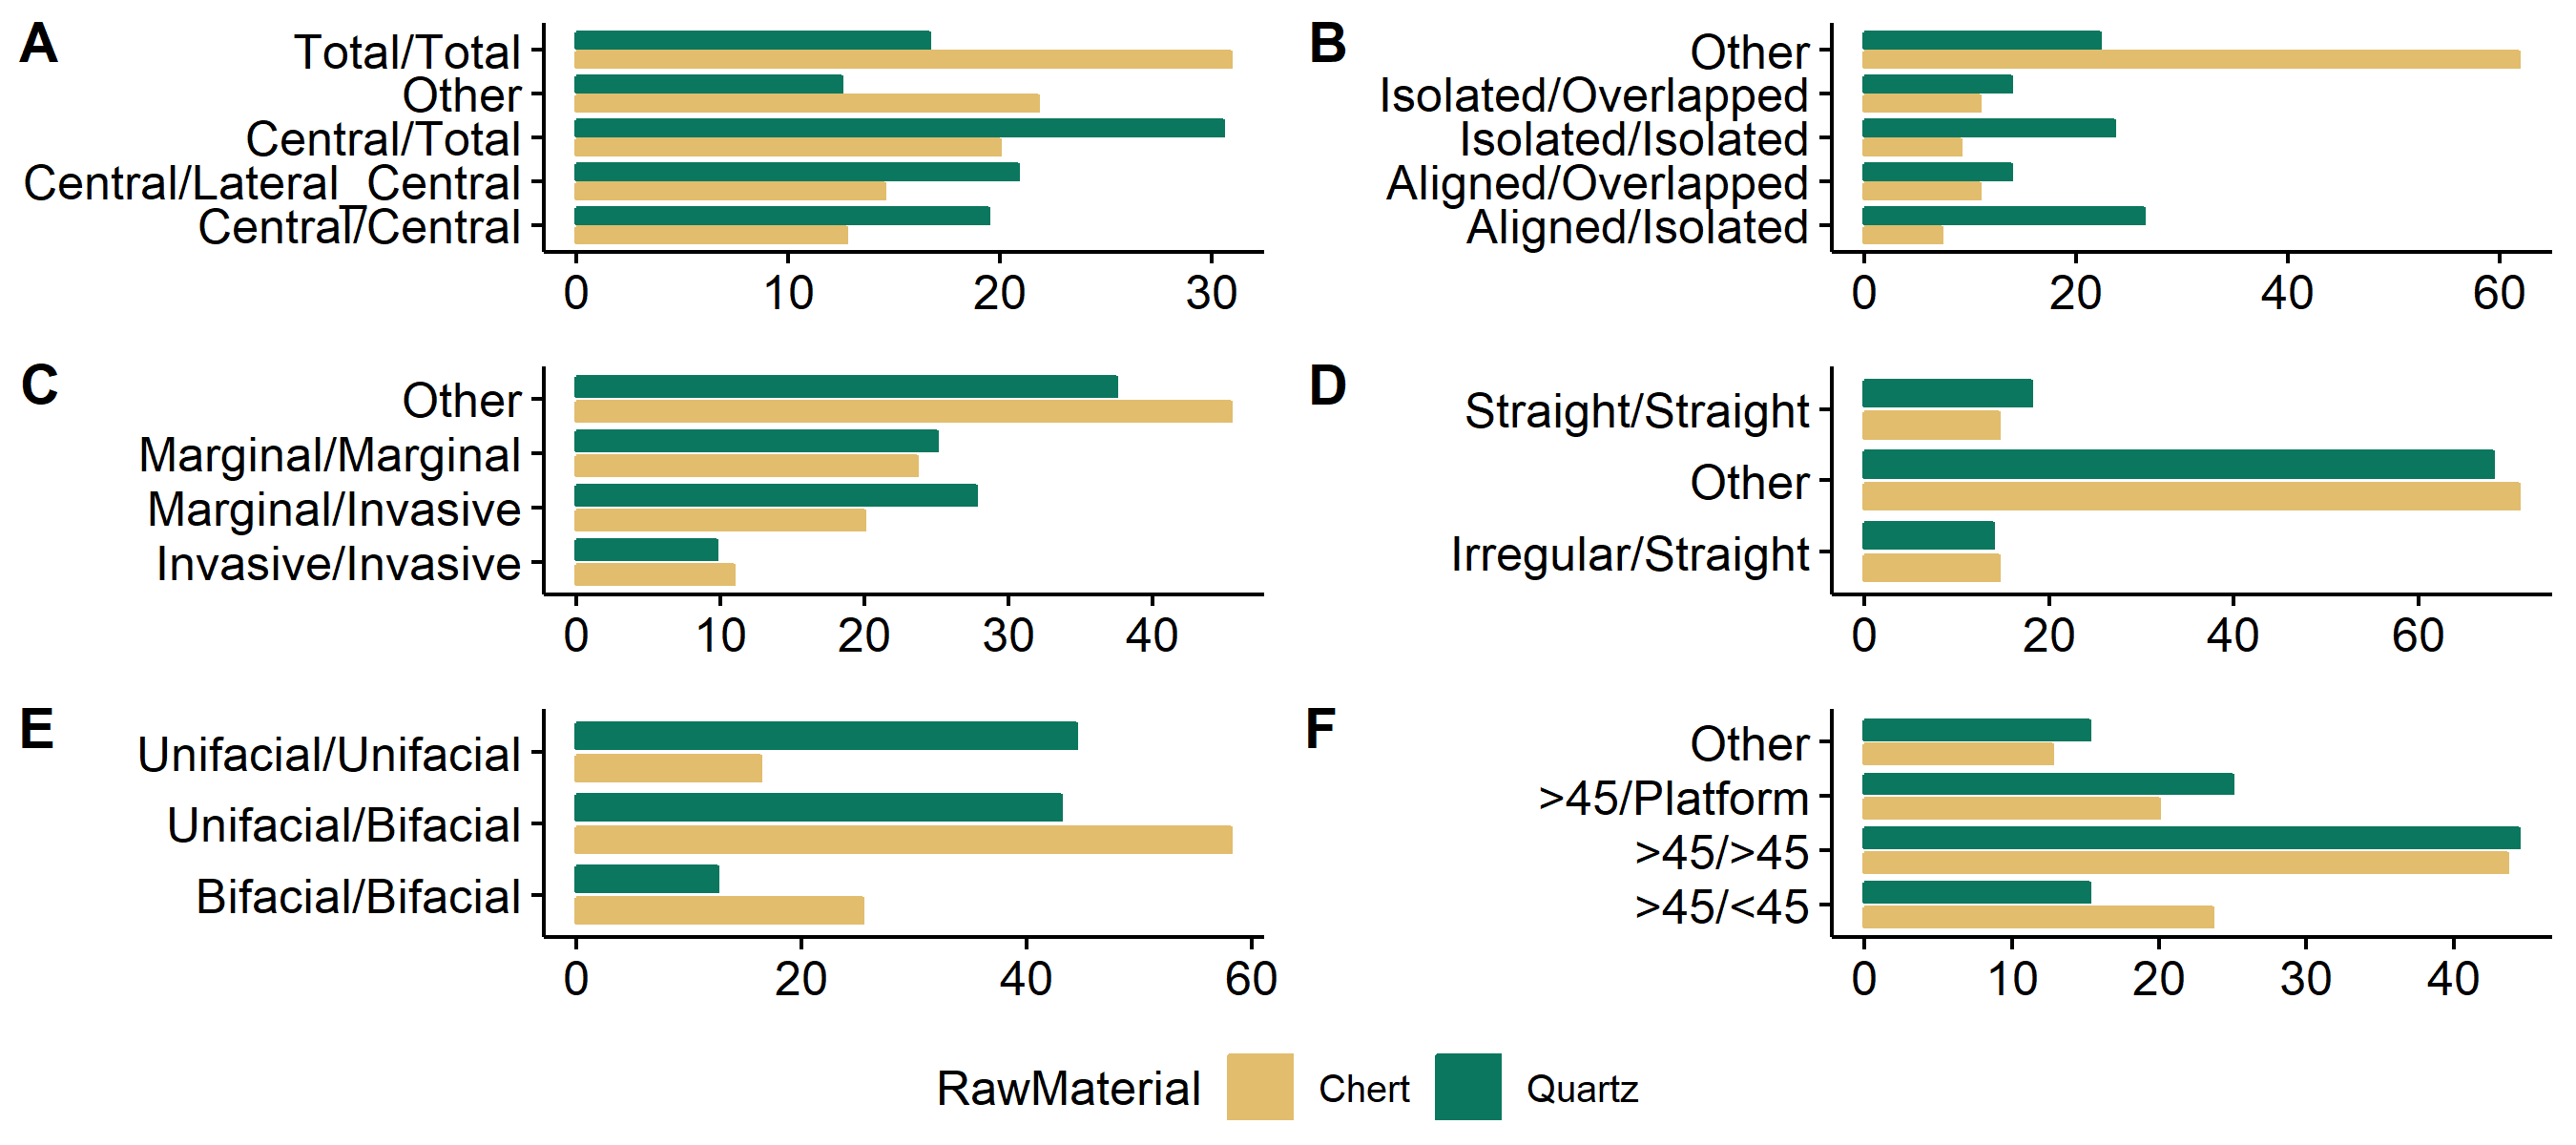 A
Total/Total
Other
Central/Total
Central/Lateral_Central
Central/Central
0 10 20 30
B
Other
Isolated/Overlapped
Isolated/Isolated
Aligned/Overlapped
Aligned/Isolated
0 20 40 60
C
Other
Marginal/Marginal
Marginal/Invasive
Invasive/Invasive
0 10 20 30 40
D
Straight/Straight
Other
Irregular/Straight
0 20 40 60
E
Unifacial/Unifacial
Unifacial/Bifacial
Bifacial/Bifacial
0 20 40 60
F
Other
>45/Platform
>45/>45
>45/<45
0 10 20 30 40
RawMaterial Chert Quartz